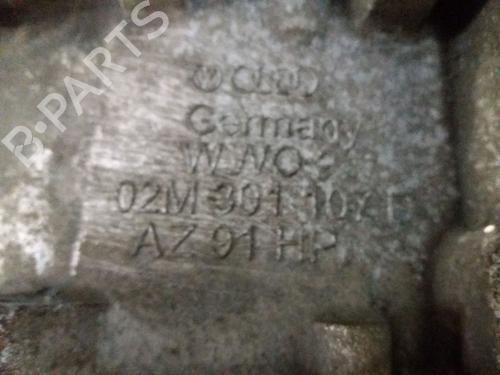 B-PARTS
Germany
02M 301 107
AZ 91 HP